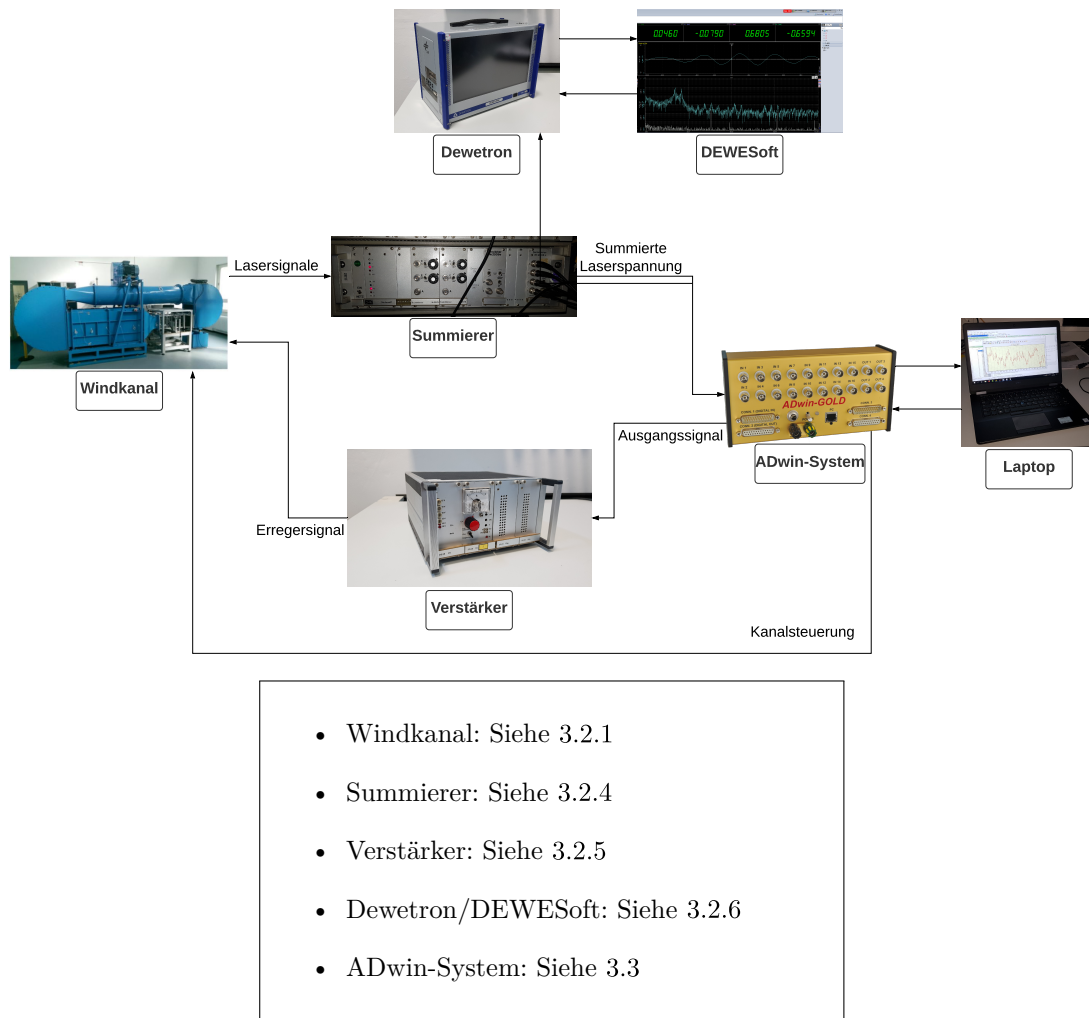 0.0460 -0.0790 0.6805 -0.6594
Dewetron
DEWESoft
Lasersignale
Summierte
Laserspannung
Summierer
Windkanal
ADwin-GOLD
Ausgangssignal
ADwin-System
Laptop
Erregersignal
Verstärker
Kanalsteuerung
• Windkanal: Siehe 3.2.1
• Summierer: Siehe 3.2.4
• Verstärker: Siehe 3.2.5
• Dewetron/DEWESoft: Siehe 3.2.6
• ADwin-System: Siehe 3.3